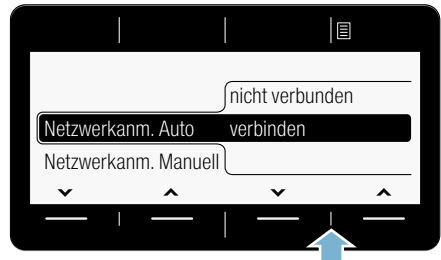 nicht verbunden
Netzwerkanm. Auto verbinden
Netzwerkanm. Manuell